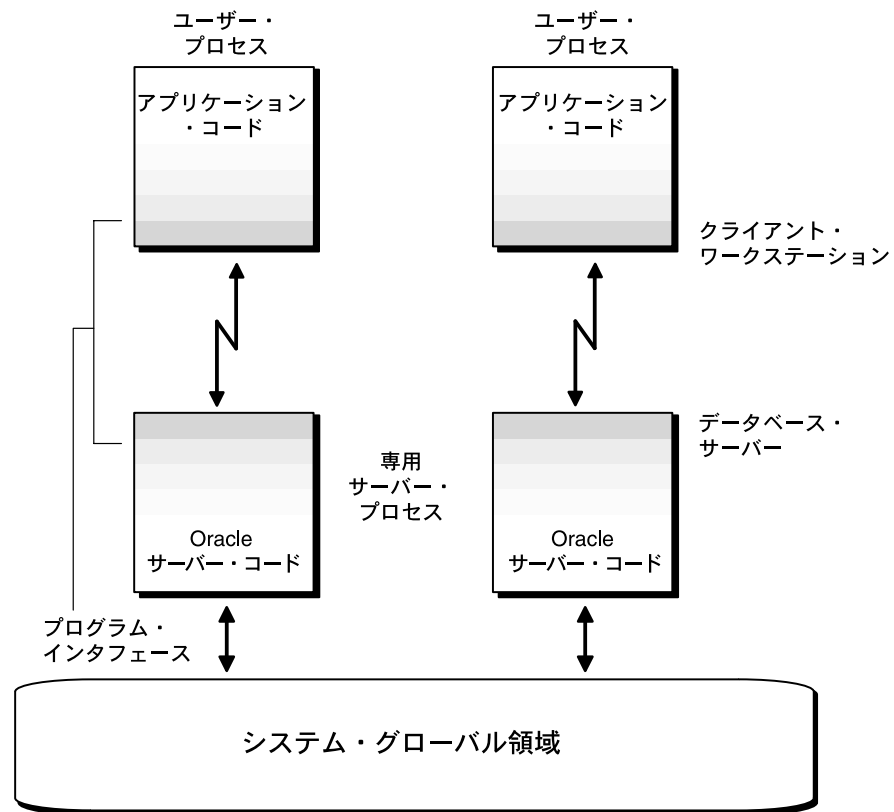 ユーザー・
プロセス
ユーザー・
プロセス
アプリケーション
・コード
アプリケーション
・コード
クライアント・
ワークステーション
データベース・
サーバー
専用
サーバー・
プロセス
Oracle
サーバー・コード
Oracle
サーバー・コード
プログラム・
インタフェース
システム・グローバル領域